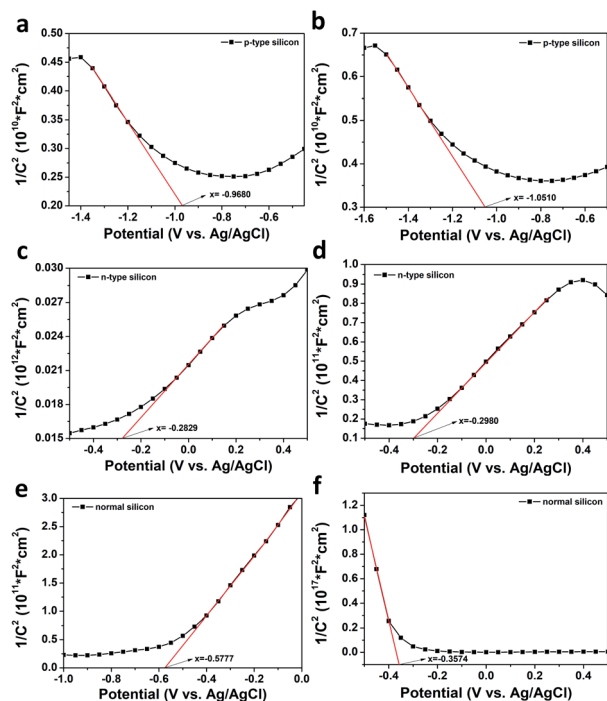 a
p-type silicon
0.50
0.45
0.40
0.35
0.30
0.25
0.20
1/C² (10¹⁰*F²*cm²)
x= -0.9680
-1.4 -1.2 -1.0 -0.8 -0.6
Potential (V vs. Ag/AgCl)
b
p-type silicon
0.7
0.6
0.5
0.4
0.3
1/C² (10¹⁰*F²*cm²)
x= -1.0510
-1.6 -1.4 -1.2 -1.0 -0.8 -0.6
Potential (V vs. Ag/AgCl)
c
n-type silicon
0.030
0.027
0.024
0.021
0.018
0.015
1/C² (10¹²*F²*cm²)
x= -0.2829
-0.4 -0.2 0.0 0.2 0.4
Potential (V vs. Ag/AgCl)
d
n-type silicon
1.0
0.9
0.8
0.7
0.6
0.5
0.4
0.3
0.2
0.1
1/C² (10¹¹*F²*cm²)
x=-0.2980
-0.4 -0.2 0.0 0.2 0.4
Potential (V vs. Ag/AgCl)
e
normal silicon
3.0
2.5
2.0
1.5
1.0
0.5
0.0
1/C² (10¹¹*F²*cm²)
x=-0.5777
-1.0 -0.8 -0.6 -0.4 -0.2 0.0
Potential (V vs. Ag/AgCl)
f
normal silicon
1.2
0.9
0.6
0.3
0.0
1/C² (10¹⁷*F²*cm²)
x=-0.3574
-0.4 -0.2 0.0 0.2 0.4
Potential (V vs. Ag/AgCl)